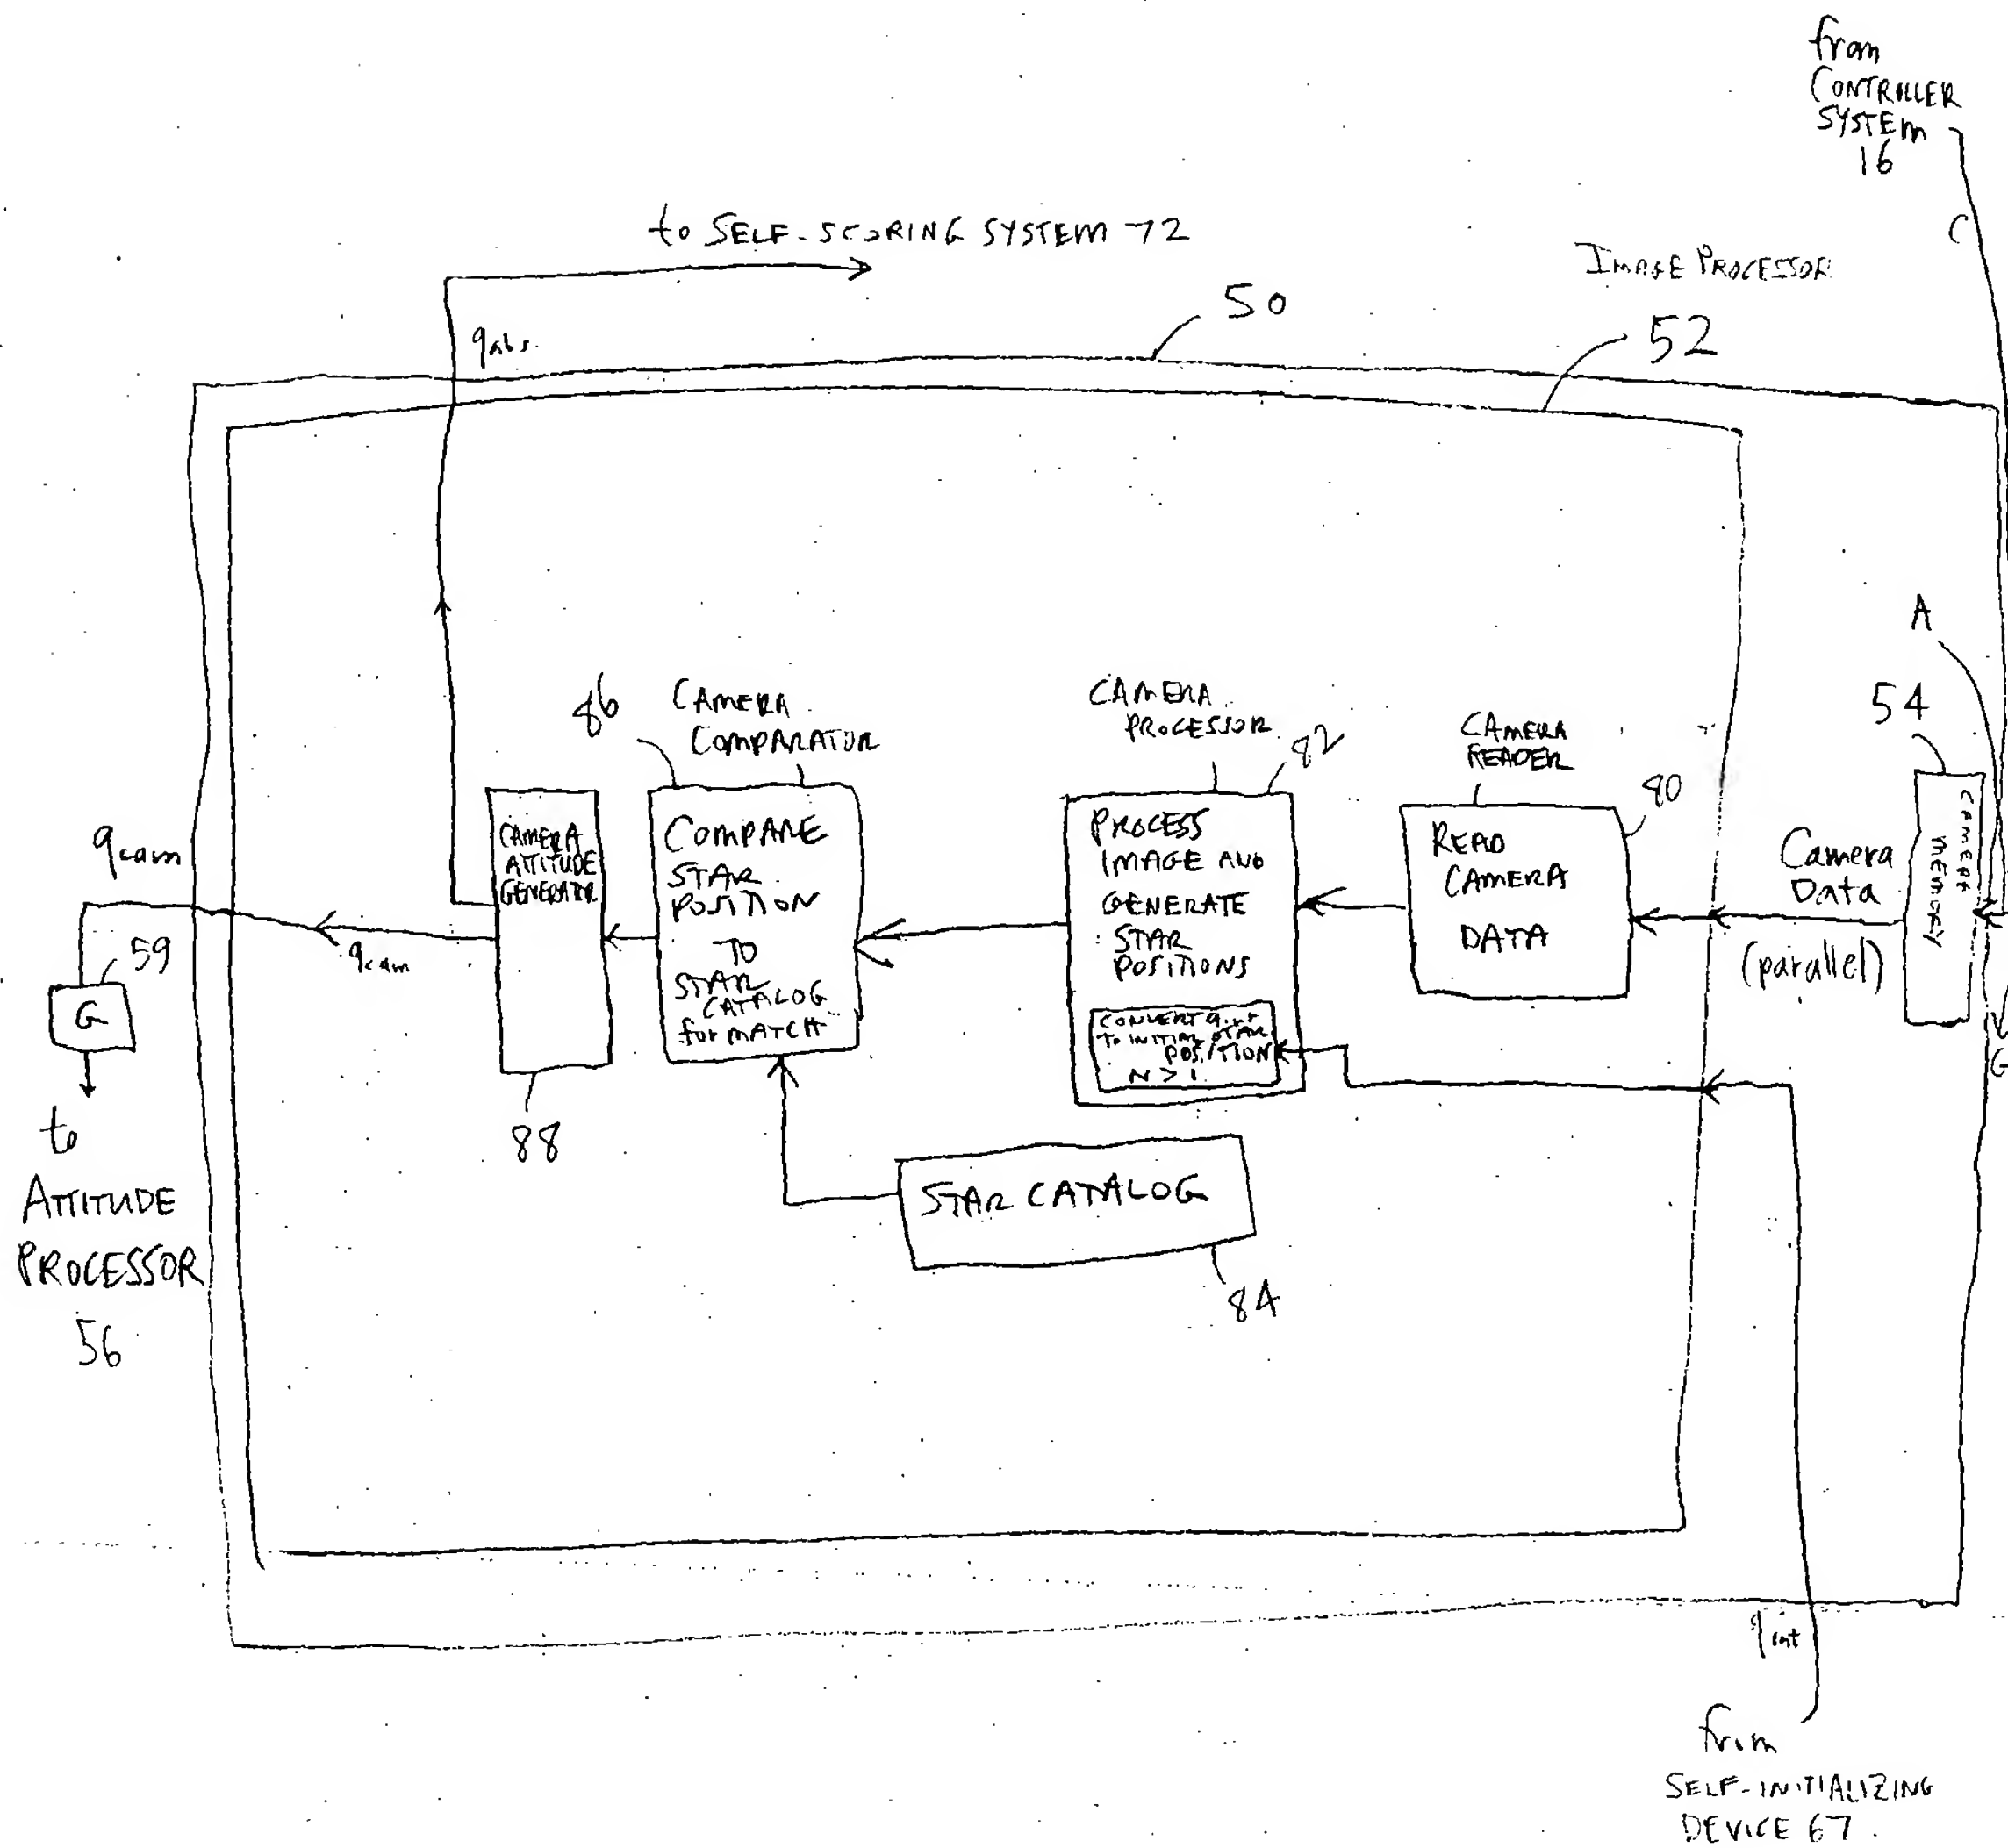 from
CONTROLLER
SYSTEM
16
C
to SELF-SCORING SYSTEM 72
IMAGE PROCESSOR
50
52
qabs.
A
54
CAMERA
MEMORY
86
CAMERA
COMPARATOR
CAMERA
PROCESSOR
82
CAMERA
READER
80
qcam
CAMERA
ATTITUDE
GENERATOR
COMPARE
STAR
POSITION
TO
STAR
CATALOG
for MATCH
PROCESS
IMAGE AND
GENERATE
STAR
POSITIONS
READ
CAMERA
DATA
Camera
Data
(parallel)
59
qcam
G
CONVERT
TO INITIAL STAR
POSITION
N > 1
G
to
ATTITUDE
PROCESSOR
56
88
STAR CATALOG
84
qint
from
SELF-INITIALIZING
DEVICE 67.